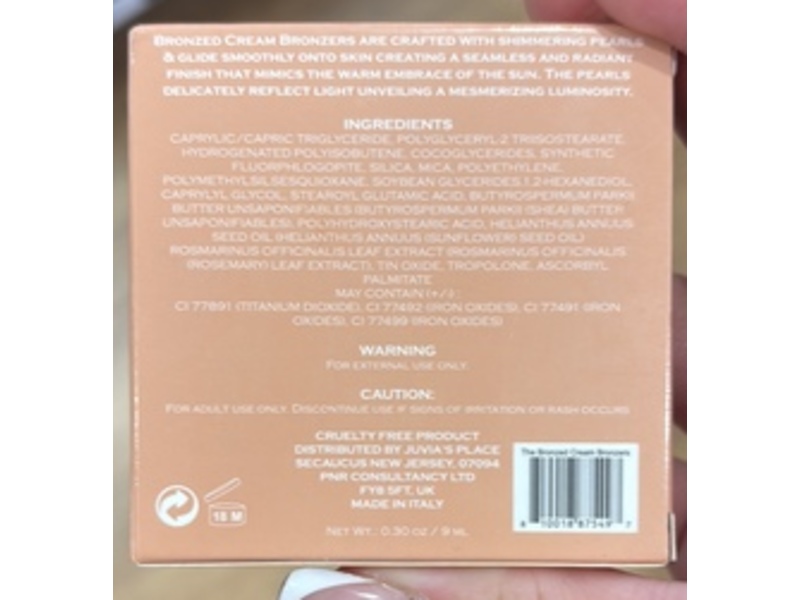 BRONZED CREAM BRONZERS ARE CRAFTED WITH SHIMMERING PEARLS
& GLIDE SMOOTHLY ONTO SKIN CREATING A SEAMLESS AND RADIANT
FINISH THAT MIMICS THE WARM EMBRACE OF THE SUN. THE PEARLS
DELICATELY REFLECT LIGHT UNVEILING A MESMERIZING LUMINOSITY.
INGREDIENTS
CAPRYLIC/CAPRIC TRIGLYCERIDE, POLYGLYCERYL-2 TRIISOSTEARATE,
HYDROGENATED POLYISOBUTENE, COCOGLYCERIDES, SYNTHETIC
FLUORPHLOGOPITE, SILICA, MICA, POLYETHYLENE,
POLYMETHYLSILSESQUIOXANE, SOYBEAN GLYCERIDES, 1,2-HEXANEDIOL,
CAPRYLYL GLYCOL, STEAROYL GLUTAMIC ACID, BUTYROSPERMUM PARKII
BUTTER UNSAPONIFIABLES (BUTYROSPERMUM PARKII (SHEA) BUTTER
UNSAPONIFIABLES), POLYHYDROXYSTEARIC ACID, HELIANTHUS ANNUUS
SEED OIL (HELIANTHUS ANNUUS (SUNFLOWER) SEED OIL)
ROSMARINUS OFFICINALIS LEAF EXTRACT (ROSMARINUS OFFICINALIS
(ROSEMARY) LEAF EXTRACT), TIN OXIDE, TROPOLONE, ASCORBYL
PALMITATE
MAY CONTAIN (+/-) :
CI 77891 (TITANIUM DIOXIDE), CI 77492 (IRON OXIDES), CI 77491 (IRON
OXIDES), CI 77499 (IRON OXIDES)
WARNING
FOR EXTERNAL USE ONLY.
CAUTION:
FOR ADULT USE ONLY. DISCONTINUE USE IF SIGNS OF IRRITATION OR RASH OCCURS
CRUELTY FREE PRODUCT
DISTRIBUTED BY JUVIA'S PLACE
SECAUCUS NEW JERSEY, 07094
PNR CONSULTANCY LTD
FY8 5FT, UK
MADE IN ITALY
NET WT.: 0.30 OZ / 9 ML
18 M
The Bronzed Cream Bronzers
8 10018 87549 7